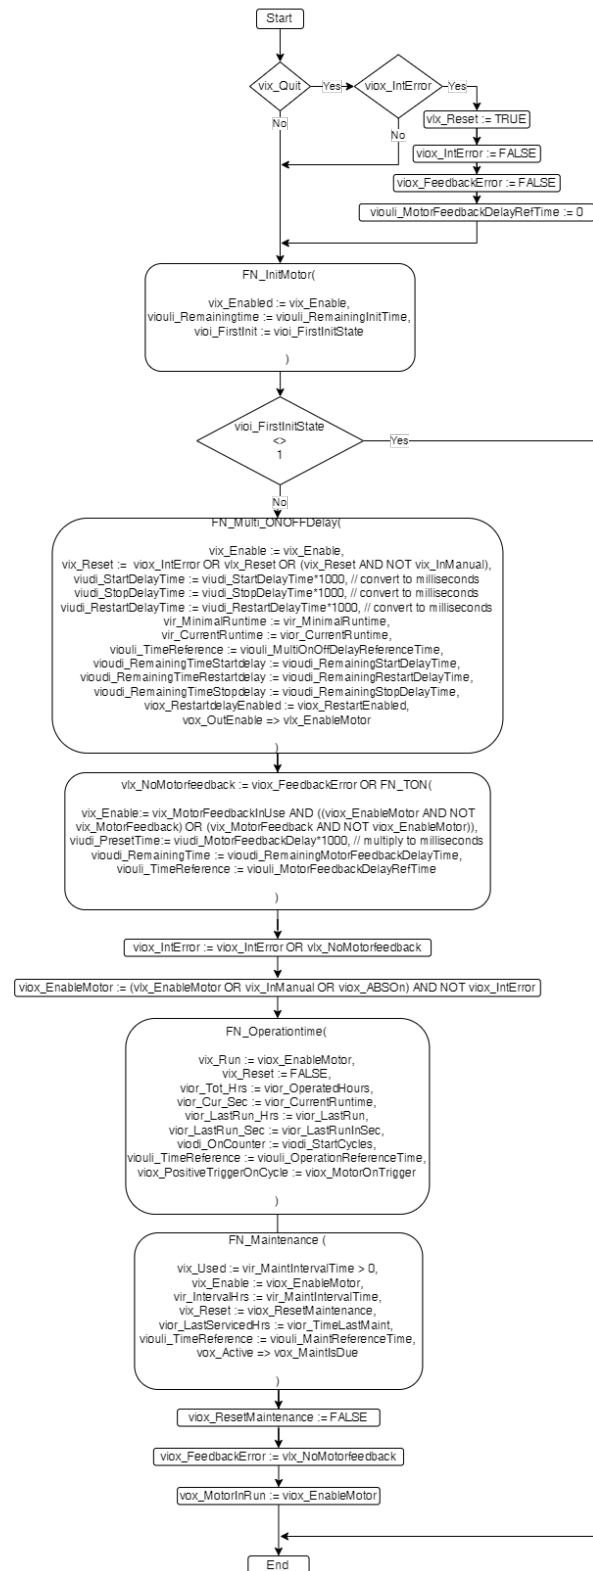 Start
vix_Quit
Yes
viox_IntError
Yes
No
No
vlx_Reset := TRUE
viox_IntError := FALSE
viox_FeedbackError := FALSE
viouli_MotorFeedbackDelayRefTime := 0
FN_InitMotor(
vix_Enabled := vix_Enable,
viouli_Remainingtime := viouli_RemainingInitTime,
vioi_FirstInit := vioi_FirstInitState
)
vioi_FirstInitState
<>
1
Yes
No
FN_Multi_ONOFFDelay(
vix_Enable := vix_Enable,
vix_Reset := viox_IntError OR vlx_Reset OR (vix_Reset AND NOT vix_InManual),
viudi_StartDelayTime := viudi_StartDelayTime*1000, // convert to milliseconds
viudi_StopDelayTime := viudi_StopDelayTime*1000, // convert to milliseconds
viudi_RestartDelayTime := viudi_RestartDelayTime*1000, // convert to milliseconds
vir_MinimalRuntime := vir_MinimalRuntime,
vir_CurrentRuntime := vior_CurrentRuntime,
viouli_TimeReference := viouli_MultiOnOffDelayReferenceTime,
vioudi_RemainingTimeStartdelay := vioudi_RemainingStartDelayTime,
vioudi_RemainingTimeRestartdelay := vioudi_RemainingRestartDelayTime,
vioudi_RemainingTimeStopdelay := vioudi_RemainingStopDelayTime,
viox_RestartdelayEnabled := viox_RestartEnabled,
vox_OutEnable => vlx_EnableMotor
)
vlx_NoMotorfeedback := viox_FeedbackError OR FN_TON(
vix_Enable:= vix_MotorFeedbackInUse AND ((viox_EnableMotor AND NOT
vix_MotorFeedback) OR (vix_MotorFeedback AND NOT viox_EnableMotor)),
viudi_PresetTime:= viudi_MotorFeedbackDelay*1000, // multiply to milliseconds
vioudi_RemainingTime := vioudi_RemainingMotorFeedbackDelayTime,
viouli_TimeReference := viouli_MotorFeedbackDelayRefTime
)
viox_IntError := viox_IntError OR vlx_NoMotorfeedback
viox_EnableMotor := (vlx_EnableMotor OR vix_InManual OR viox_ABSOn) AND NOT viox_IntError
FN_Operationtime(
vix_Run := viox_EnableMotor,
vix_Reset := FALSE,
vior_Tot_Hrs := vior_OperatedHours,
vior_Cur_Sec := vior_CurrentRuntime,
vior_LastRun_Hrs := vior_LastRun,
vior_LastRun_Sec := vior_LastRunInSec,
viodi_OnCounter := viodi_StartCycles,
viouli_TimeReference := viouli_OperationReferenceTime,
viox_PositiveTriggerOnCycle := viox_MotorOnTrigger
)
FN_Maintenance (
vix_Used := vir_MaintIntervalTime > 0,
vix_Enable := viox_EnableMotor,
vir_IntervalHrs := vir_MaintIntervalTime,
vix_Reset := viox_ResetMaintenance,
vior_LastServicedHrs := vior_TimeLastMaint,
viouli_TimeReference := viouli_MaintReferenceTime,
vox_Active => vox_MaintIsDue
)
viox_ResetMaintenance := FALSE
viox_FeedbackError := vlx_NoMotorfeedback
vox_MotorInRun := viox_EnableMotor
End